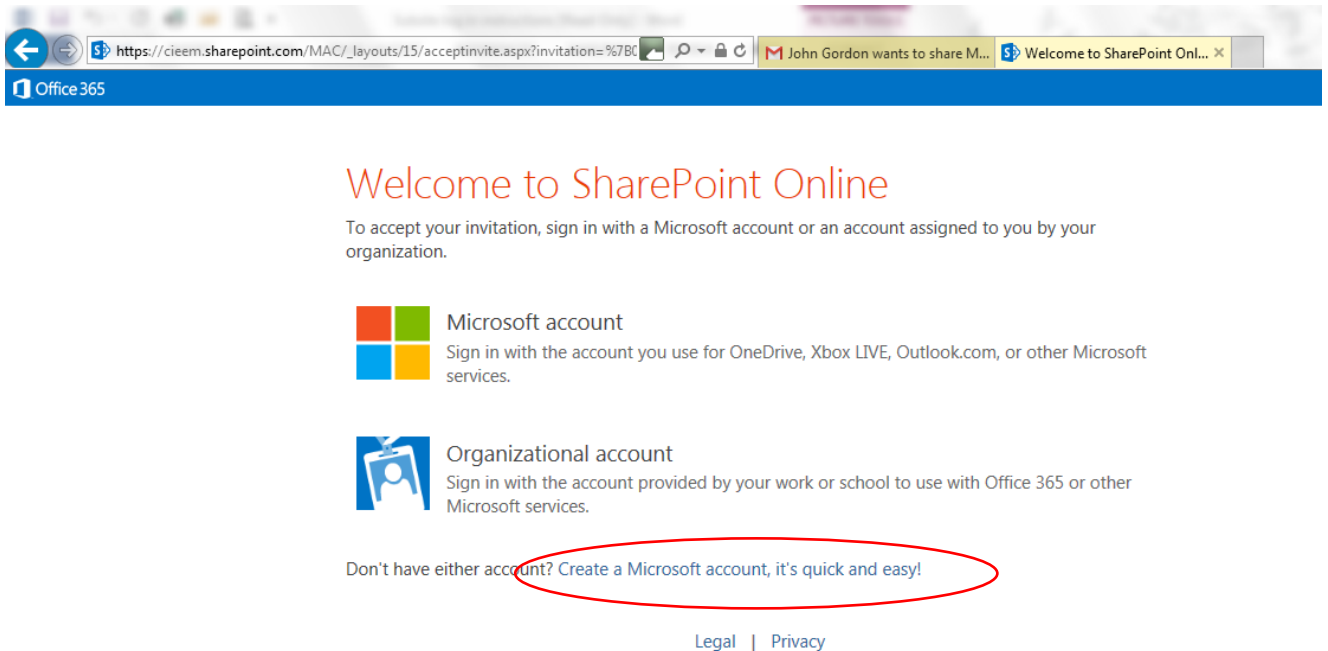 https://cieem.sharepoint.com/MAC/_layouts/15/acceptinvite.aspx?invitation=%7B
John Gordon wants to share M...
Welcome to SharePoint Onl...
Office 365
Welcome to SharePoint Online
To accept your invitation, sign in with a Microsoft account or an account assigned to you by your
organization.
Microsoft account
Sign in with the account you use for OneDrive, Xbox LIVE, Outlook.com, or other Microsoft
services.
Organizational account
Sign in with the account provided by your work or school to use with Office 365 or other
Microsoft services.
Don't have either account? Create a Microsoft account, it's quick and easy!
Legal | Privacy